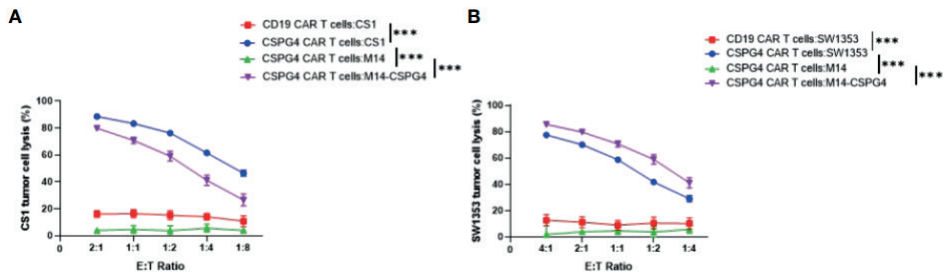 A
CD19 CAR T cells:CS1
CSPG4 CAR T cells:CS1
CSPG4 CAR T cells:M14
CSPG4 CAR T cells:M14-CSPG4
***
***
***
CS1 tumor cell lysis (%)
100
80
60
40
20
0
0
2:1
1:1
1:2
1:4
1:8
E:T Ratio
B
CD19 CAR T cells:SW1353
CSPG4 CAR T cells:SW1353
CSPG4 CAR T cells:M14
CSPG4 CAR T cells:M14-CSPG4
***
***
***
SW1353 tumor cell lysis (%)
100
80
60
40
20
0
0
4:1
2:1
1:1
1:2
1:4
E:T Ratio